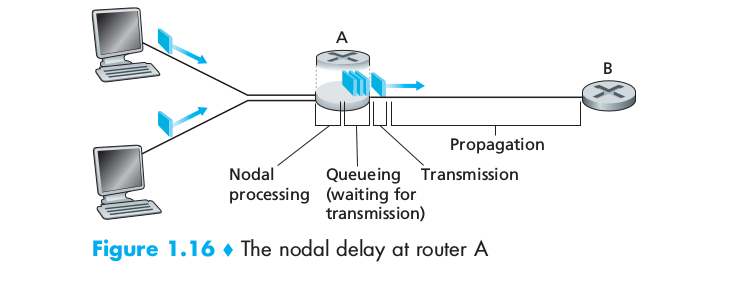 A
B
Propagation
Nodal
processing
Queueing
(waiting for
transmission)
Transmission
Figure 1.16 ♦ The nodal delay at router A